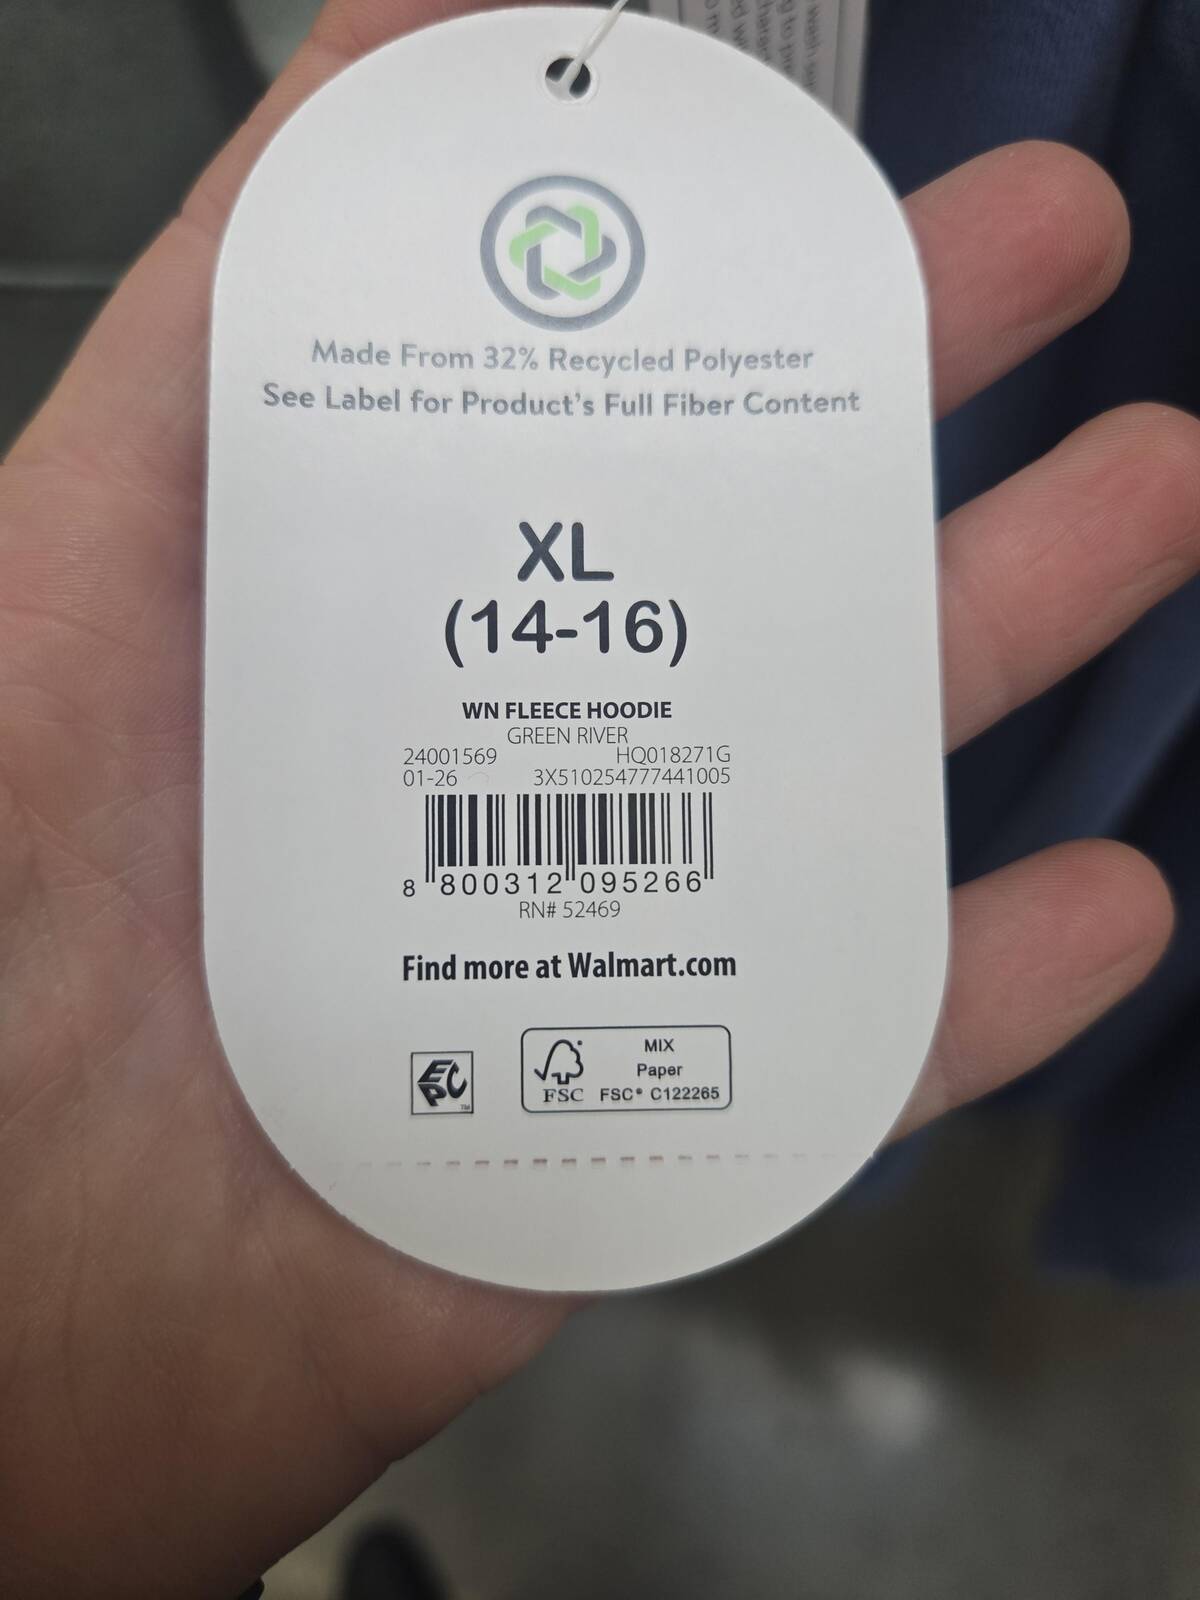 Made From 32% Recycled Polyester
See Label for Product's Full Fiber Content
XL
(14-16)
WN FLEECE HOODIE
GREEN RIVER
24001569 HQ018271G
01-26 3X510254777441005
8 800312 095266
RN# 52469
Find more at Walmart.com
EPC TM
FSC
MIX
Paper
FSC® C122265